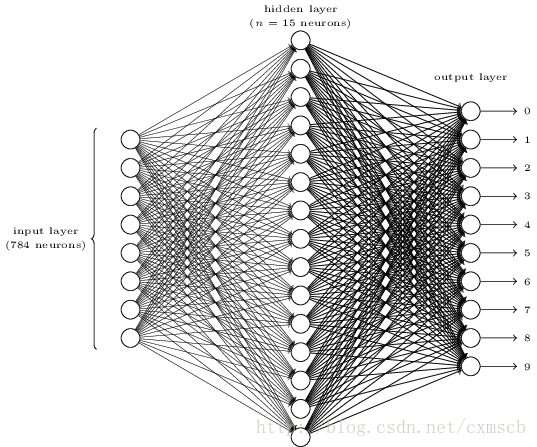 hidden layer
(n = 15 neurons)
output layer
0
1
2
3
4
5
6
7
8
9
input layer
(784 neurons)
http://blog.csdn.net/cxmscb